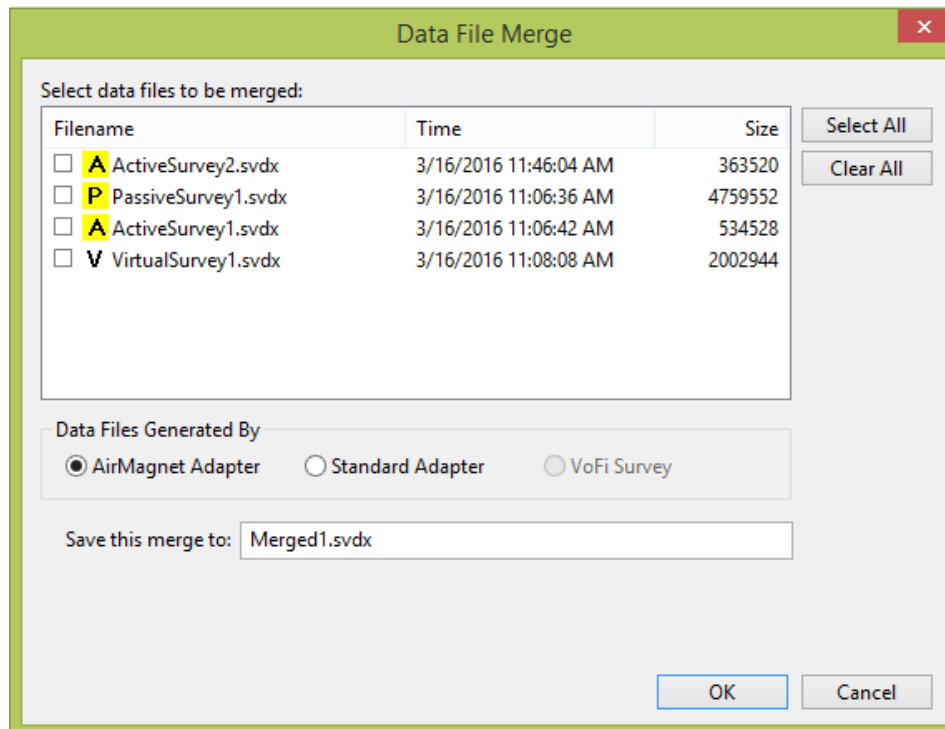 Data File Merge
Select data files to be merged:
Filename Time Size
A ActiveSurvey2.svdx 3/16/2016 11:46:04 AM 363520
P PassiveSurvey1.svdx 3/16/2016 11:06:36 AM 4759552
A ActiveSurvey1.svdx 3/16/2016 11:06:42 AM 534528
V VirtualSurvey1.svdx 3/16/2016 11:08:08 AM 2002944
Select All
Clear All
Data Files Generated By
AirMagnet Adapter Standard Adapter VoFi Survey
Save this merge to: Merged1.svdx
OK Cancel